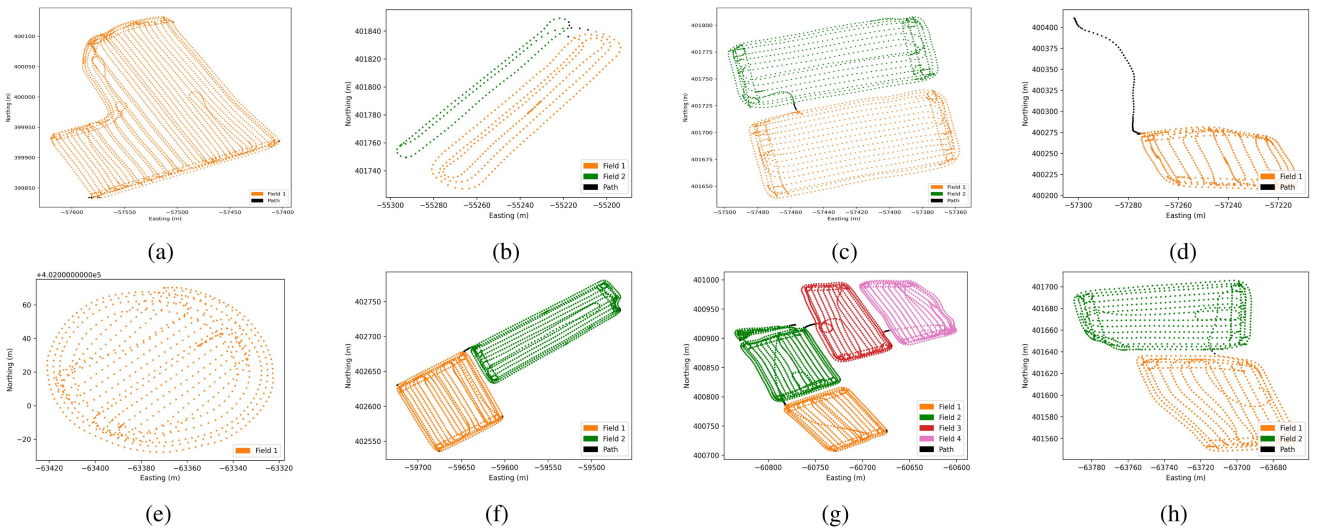 400100
400050
400000
399950
399900
399850
Northing (m)
−57600
−57550
−57500
−57450
−57400
Easting (m)
Field 1
Path
(a)
401840
401820
401800
401780
401760
401740
Northing (m)
−55300
−55280
−55260
−55240
−55220
−55200
Easting (m)
Field 1
Field 2
Path
(b)
401800
401775
401750
401725
401700
401675
401650
Northing (m)
−57500
−57480
−57460
−57440
−57420
−57400
−57380
−57360
Easting (m)
Field 1
Field 2
Path
(c)
400400
400375
400350
400325
400300
400275
400250
400225
400200
Northing (m)
−57300
−57280
−57260
−57240
−57220
Easting (m)
Field 1
Path
(d)
+4.0200000000e5
60
40
20
0
−20
Northing (m)
−63420
−63400
−63380
−63360
−63340
−63320
Easting (m)
Field 1
(e)
402750
402700
402650
402600
402550
Northing (m)
−59700
−59650
−59600
−59550
−59500
Easting (m)
Field 1
Field 2
Path
(f)
401000
400950
400900
400850
400800
400750
400700
Northing (m)
−60800
−60750
−60700
−60650
−60600
Easting (m)
Field 1
Field 2
Field 3
Field 4
Path
(g)
401700
401680
401660
401640
401620
401600
401580
401560
Northing (m)
−63780
−63760
−63740
−63720
−63700
−63680
Easting (m)
Field 1
Field 2
Path
(h)